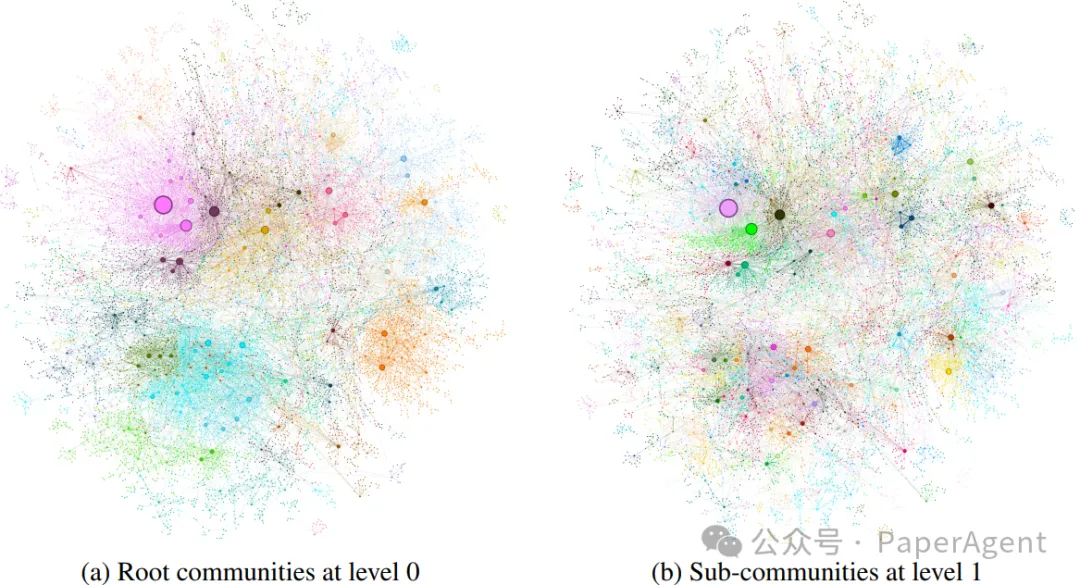 公众号 · PaperAgent
(a) Root communities at level 0
(b) Sub-communities at level 1